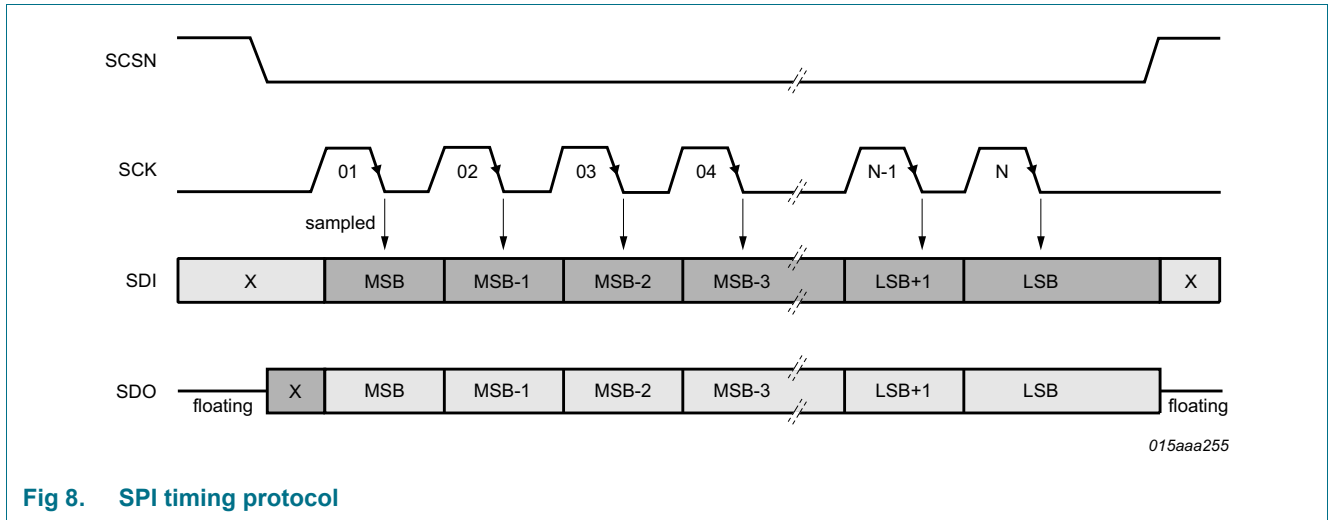 SCSN
SCK 01 02 03 04 N-1 N
sampled
SDI X MSB MSB-1 MSB-2 MSB-3 LSB+1 LSB X
SDO X MSB MSB-1 MSB-2 MSB-3 LSB+1 LSB
floating floating
015aaa255
Fig 8. SPI timing protocol